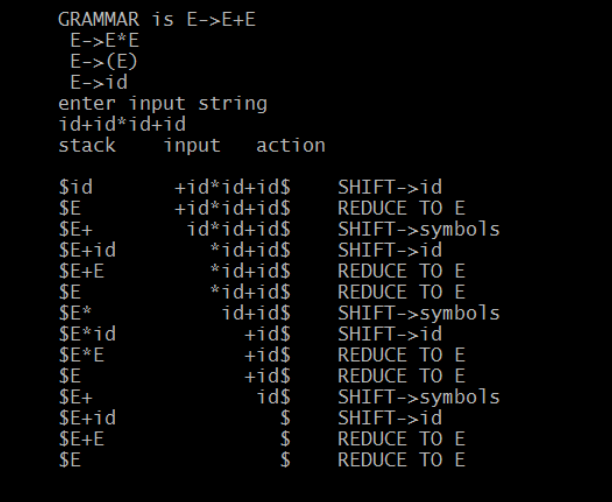 GRAMMAR is E->E+E
E->E*E
E->(E)
E->id
enter input string
id+id*id+id
stack input action
$id +id*id+id$ SHIFT->id
$E +id*id+id$ REDUCE TO E
$E+ id*id+id$ SHIFT->symbols
$E+id *id+id$ SHIFT->id
$E+E *id+id$ REDUCE TO E
$E *id+id$ REDUCE TO E
$E* id+id$ SHIFT->symbols
$E*id +id$ SHIFT->id
$E*E +id$ REDUCE TO E
$E +id$ REDUCE TO E
$E+ id$ SHIFT->symbols
$E+id $ SHIFT->id
$E+E $ REDUCE TO E
$E $ REDUCE TO E